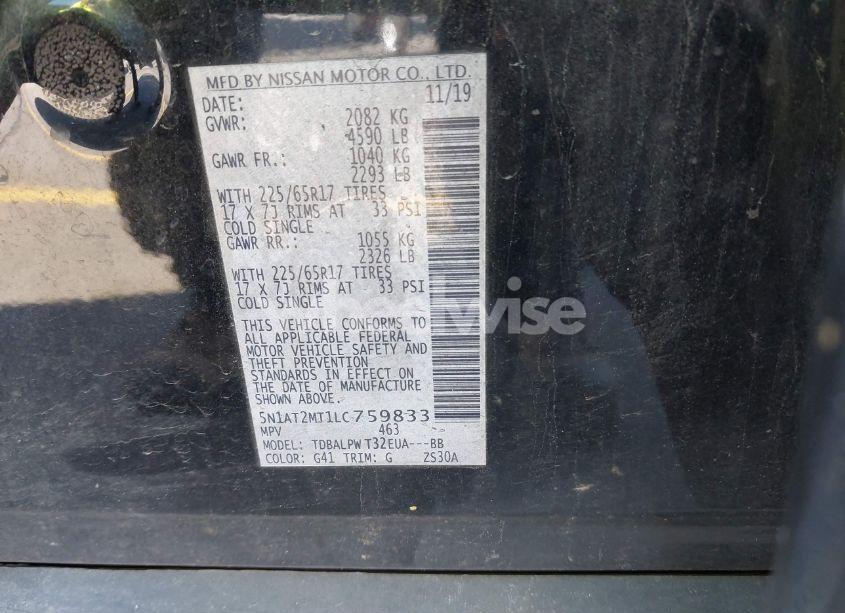 MFD BY NISSAN MOTOR CO., LTD.
DATE: 11/19
GVWR: 2082 KG
4590 LB
GAWR FR.: 1040 KG
2293 LB
WITH 225/65R17 TIRES
17 X 7J RIMS AT 33 PSI
COLD SINGLE
GAWR RR.: 1055 KG
2326 LB
WITH 225/65R17 TIRES
17 X 7J RIMS AT 33 PSI
COLD SINGLE
THIS VEHICLE CONFORMS TO
ALL APPLICABLE FEDERAL
MOTOR VEHICLE SAFETY AND
THEFT PREVENTION
STANDARDS IN EFFECT ON
THE DATE OF MANUFACTURE
SHOWN ABOVE.
5N1AT2MT1LC759833
MPV 463
MODEL: TDBALPW T32EUA---BB
COLOR: G41 TRIM: G 2S30A